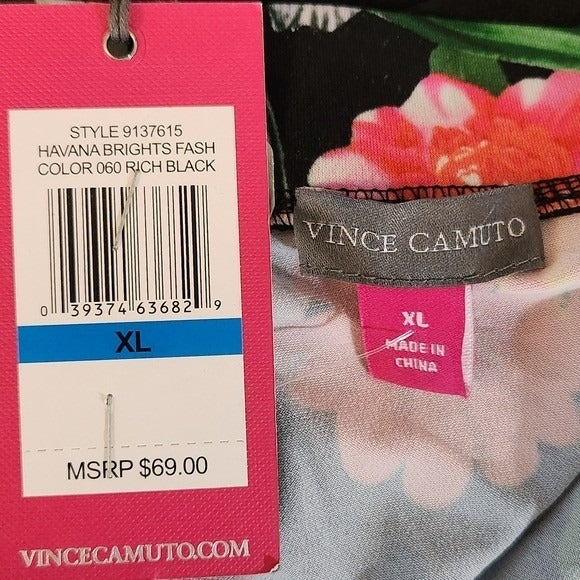 STYLE 9137615
HAVANA BRIGHTS FASH
COLOR 060 RICH BLACK
0 39374 63682 9
XL
MSRP $69.00
VINCECAMUTO.COM
VINCE CAMUTO
XL
MADE IN
CHINA